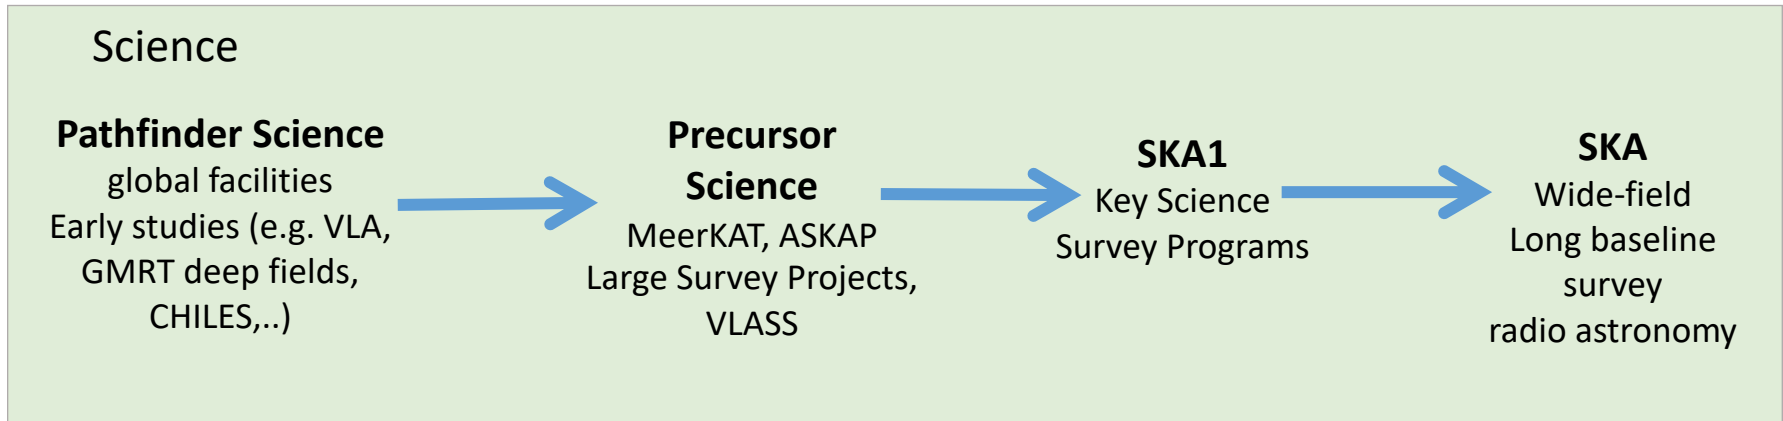 Science
Pathfinder Science
global facilities
Early studies (e.g. VLA,
GMRT deep fields,
CHILES,..)
Precursor
Science
MeerKAT, ASKAP
Large Survey Projects,
VLASS
SKA1
Key Science
Survey Programs
SKA
Wide-field
Long baseline
survey
radio astronomy